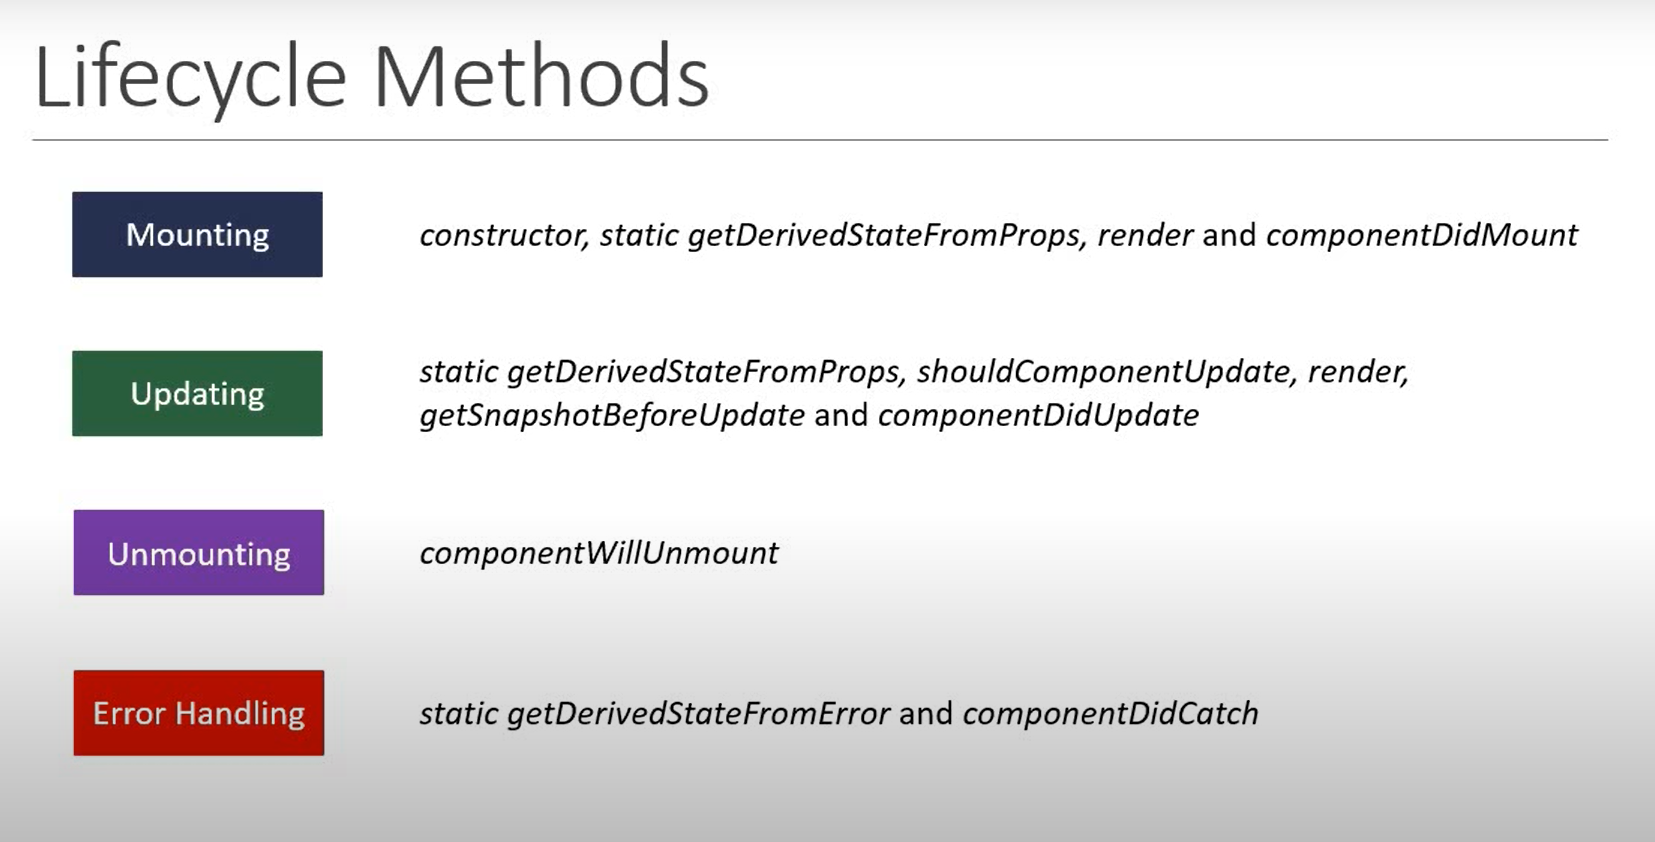 Lifecycle Methods
Mounting
constructor, static getDerivedStateFromProps, render and componentDidMount
Updating
static getDerivedStateFromProps, shouldComponentUpdate, render,
getSnapshotBeforeUpdate and componentDidUpdate
Unmounting
componentWillUnmount
Error Handling
static getDerivedStateFromError and componentDidCatch